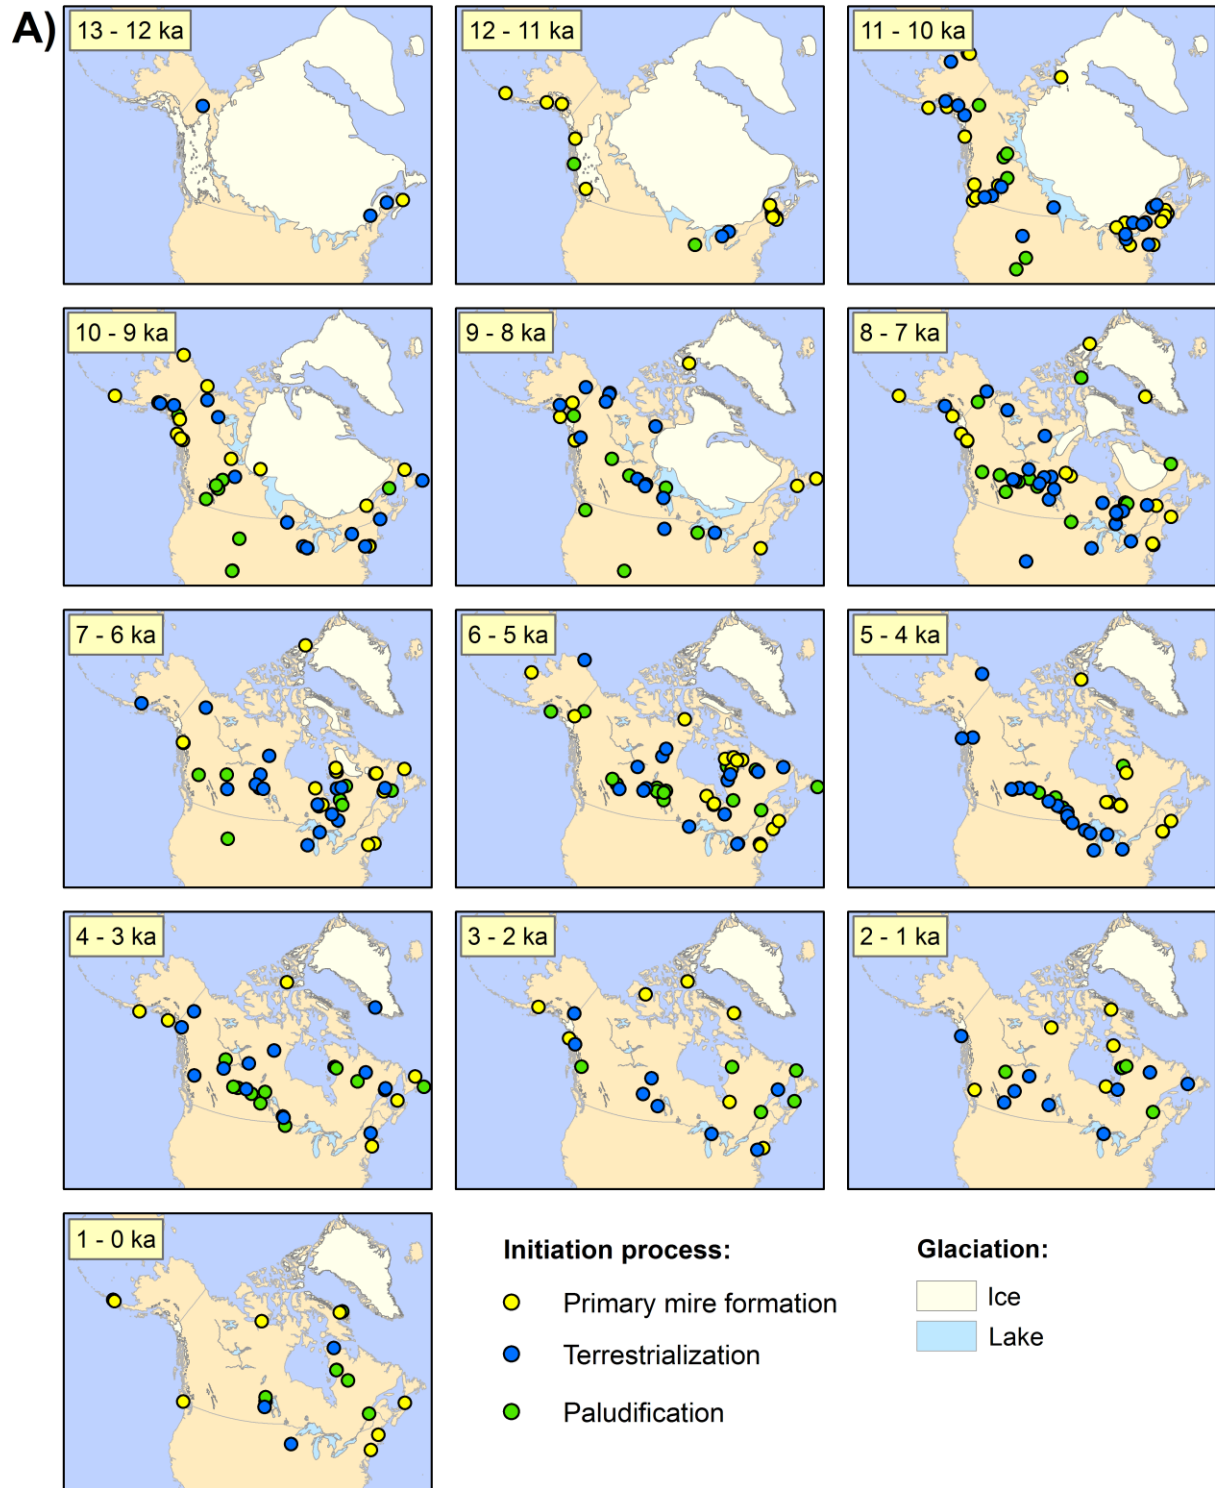 A)
13 - 12 ka
12 - 11 ka
11 - 10 ka
10 - 9 ka
9 - 8 ka
8 - 7 ka
7 - 6 ka
6 - 5 ka
5 - 4 ka
4 - 3 ka
3 - 2 ka
2 - 1 ka
1 - 0 ka
Initiation process:
Primary mire formation
Terrestrialization
Paludification
Glaciation:
Ice
Lake